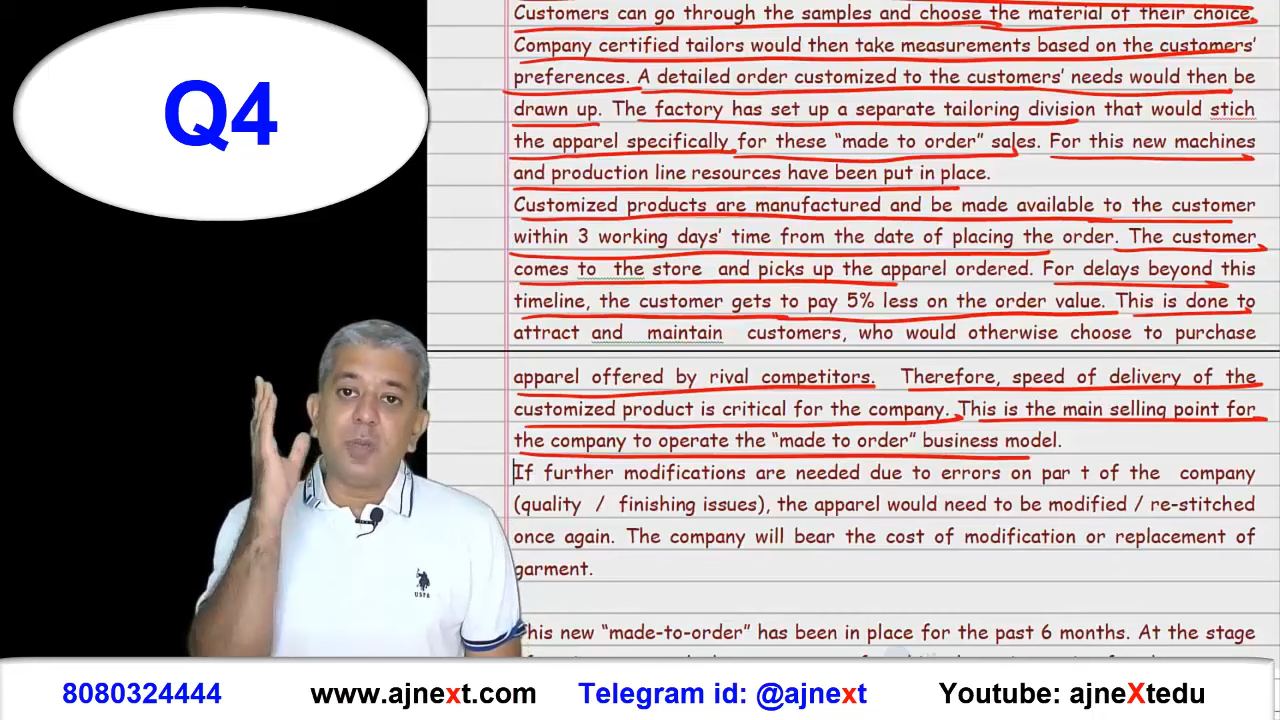 Q4
Customers can go through the samples and choose the material of their choice.
Company certified tailors would then take measurements based on the customers'
preferences. A detailed order customized to the customers' needs would then be
drawn up. The factory has set up a separate tailoring division that would stich
the apparel specifically for these "made to order" sales. For this new machines
and production line resources have been put in place.
Customized products are manufactured and be made available to the customer
within 3 working days' time from the date of placing the order. The customer
comes to the store and picks up the apparel ordered. For delays beyond this
timeline, the customer gets to pay 5% less on the order value. This is done to
attract and maintain customers, who would otherwise choose to purchase
apparel offered by rival competitors. Therefore, speed of delivery of the
customized product is critical for the company. This is the main selling point for
the company to operate the "made to order" business model.
If further modifications are needed due to errors on par t of the company
(quality / finishing issues), the apparel would need to be modified / re-stitched
once again. The company will bear the cost of modification or replacement of
garment.
This new "made-to-order" has been in place for the past 6 months. At the stage
USPA
8080324444 www.ajnext.com Telegram id: @ajnext Youtube: ajneXtedu